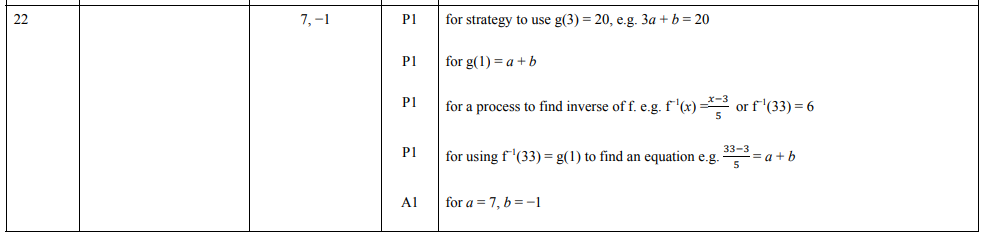 22 7, −1 P1 for strategy to use g(3) = 20, e.g. 3a + b = 20
P1 for g(1) = a + b
P1 for a process to find inverse of f. e.g. f⁻¹(x) = (x−3)/5 or f⁻¹(33) = 6
P1 for using f⁻¹(33) = g(1) to find an equation e.g. (33−3)/5 = a + b
A1 for a = 7, b = −1